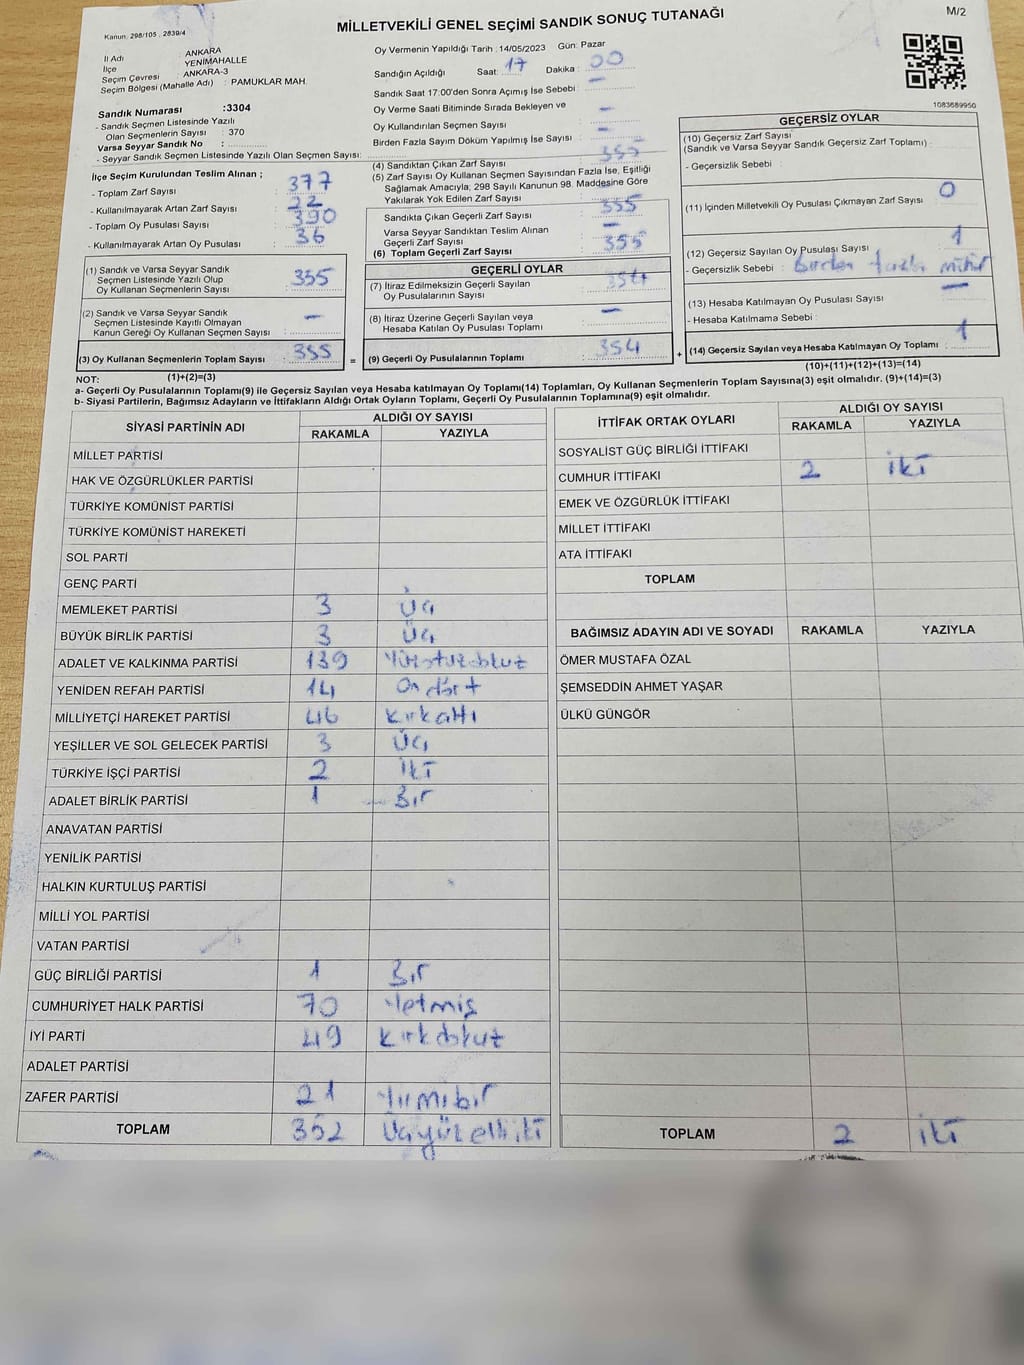 MİLLETVEKİLİ GENEL SEÇİMİ SANDIK SONUÇ TUTANAĞI
M/2
Kanun: 298/105 , 2839/4
İl Adı : ANKARA
İlçe : YENİMAHALLE
Seçim Çevresi : ANKARA-3
Seçim Bölgesi (Mahalle Adı) : PAMUKLAR MAH.
Sandık Numarası :3304
- Sandık Seçmen Listesinde Yazılı
Olan Seçmenlerin Sayısı : 370
Varsa Seyyar Sandık No :
- Seyyar Sandık Seçmen Listesinde Yazılı Olan Seçmen Sayısı:
Oy Vermenin Yapıldığı Tarih : 14/05/2023 Gün: Pazar
Sandığın Açıldığı Saat: 17 Dakika : 00
Sandık Saat 17:00'den Sonra Açımış İse Sebebi : –
Oy Verme Saati Bitiminde Sırada Bekleyen ve
Oy Kullandırılan Seçmen Sayısı : –
Birden Fazla Sayım Döküm Yapılmış İse Sayısı : –
1083689950
İlçe Seçim Kurulundan Teslim Alınan ;
- Toplam Zarf Sayısı : 377
- Kullanılmayarak Artan Zarf Sayısı : 22
- Toplam Oy Pusulası Sayısı : 390
- Kullanılmayarak Artan Oy Pusulası : 36
(4) Sandıktan Çıkan Zarf Sayısı : 355
(5) Zarf Sayısı Oy Kullanan Seçmen Sayısından Fazla İse, Eşitliği
Sağlamak Amacıyla; 298 Sayılı Kanunun 98. Maddesine Göre
Yakılarak Yok Edilen Zarf Sayısı :
Sandıkta Çıkan Geçerli Zarf Sayısı : 355
Varsa Seyyar Sandıktan Teslim Alınan
Geçerli Zarf Sayısı : –
(6) Toplam Geçerli Zarf Sayısı : 355
GEÇERSİZ OYLAR
(10) Geçersiz Zarf Sayısı
(Sandık ve Varsa Seyyar Sandık Geçersiz Zarf Toplamı) :
- Geçersizlik Sebebi :
(11) İçinden Milletvekili Oy Pusulası Çıkmayan Zarf Sayısı : 0
(12) Geçersiz Sayılan Oy Pusulası Sayısı : 1
- Geçersizlik Sebebi : Birden fazla mühür
(13) Hesaba Katılmayan Oy Pusulası Sayısı : –
- Hesaba Katılmama Sebebi :
(14) Geçersiz Sayılan veya Hesaba Katılmayan Oy Toplamı : 1
(10)+(11)+(12)+(13)=(14)
(1) Sandık ve Varsa Seyyar Sandık
Seçmen Listesinde Yazılı Olup
Oy Kullanan Seçmenlerin Sayısı : 355
(2) Sandık ve Varsa Seyyar Sandık
Seçmen Listesinde Kayıtlı Olmayan
Kanun Gereği Oy Kullanan Seçmen Sayısı : –
(3) Oy Kullanan Seçmenlerin Toplam Sayısı : 355
(1)+(2)=(3)
GEÇERLİ OYLAR
(7) İtiraz Edilmeksizin Geçerli Sayılan
Oy Pusulalarının Sayısı : 354
(8) İtiraz Üzerine Geçerli Sayılan veya
Hesaba Katılan Oy Pusulası Toplamı : –
= (9) Geçerli Oy Pusulalarının Toplamı : 354 +
NOT:
a- Geçerli Oy Pusulalarının Toplamı(9) ile Geçersiz Sayılan veya Hesaba katılmayan Oy Toplamı(14) Toplamları, Oy Kullanan Seçmenlerin Toplam Sayısına(3) eşit olmalıdır. (9)+(14)=(3)
b- Siyasi Partilerin, Bağımsız Adayların ve İttifakların Aldığı Ortak Oyların Toplamı, Geçerli Oy Pusulalarının Toplamına(9) eşit olmalıdır.
SİYASİ PARTİNİN ADI ALDIĞI OY SAYISI
RAKAMLA YAZIYLA
MİLLET PARTİSİ
HAK VE ÖZGÜRLÜKLER PARTİSİ
TÜRKİYE KOMÜNİST PARTİSİ
TÜRKİYE KOMÜNİST HAREKETİ
SOL PARTİ
GENÇ PARTİ
MEMLEKET PARTİSİ 3 Üç
BÜYÜK BİRLİK PARTİSİ 3 Üç
ADALET VE KALKINMA PARTİSİ 139 Yüzotuzdokuz
YENİDEN REFAH PARTİSİ 14 On dört
MİLLİYETÇİ HAREKET PARTİSİ 46 Kırkaltı
YEŞİLLER VE SOL GELECEK PARTİSİ 3 Üç
TÜRKİYE İŞÇİ PARTİSİ 2 İki
ADALET BİRLİK PARTİSİ 1 Bir
ANAVATAN PARTİSİ
YENİLİK PARTİSİ
HALKIN KURTULUŞ PARTİSİ
MİLLİ YOL PARTİSİ
VATAN PARTİSİ
GÜÇ BİRLİĞİ PARTİSİ 1 Bir
CUMHURİYET HALK PARTİSİ 70 Yetmiş
İYİ PARTİ 49 Kırkdokuz
ADALET PARTİSİ
ZAFER PARTİSİ 21 Yirmibir
TOPLAM 352 Üçyüzelliiki
İTTİFAK ORTAK OYLARI ALDIĞI OY SAYISI
RAKAMLA YAZIYLA
SOSYALİST GÜÇ BİRLİĞİ İTTİFAKI
CUMHUR İTTİFAKI 2 İki
EMEK VE ÖZGÜRLÜK İTTİFAKI
MİLLET İTTİFAKI
ATA İTTİFAKI
TOPLAM
BAĞIMSIZ ADAYIN ADI VE SOYADI RAKAMLA YAZIYLA
ÖMER MUSTAFA ÖZAL
ŞEMSEDDİN AHMET YAŞAR
ÜLKÜ GÜNGÖR
TOPLAM 2 İki